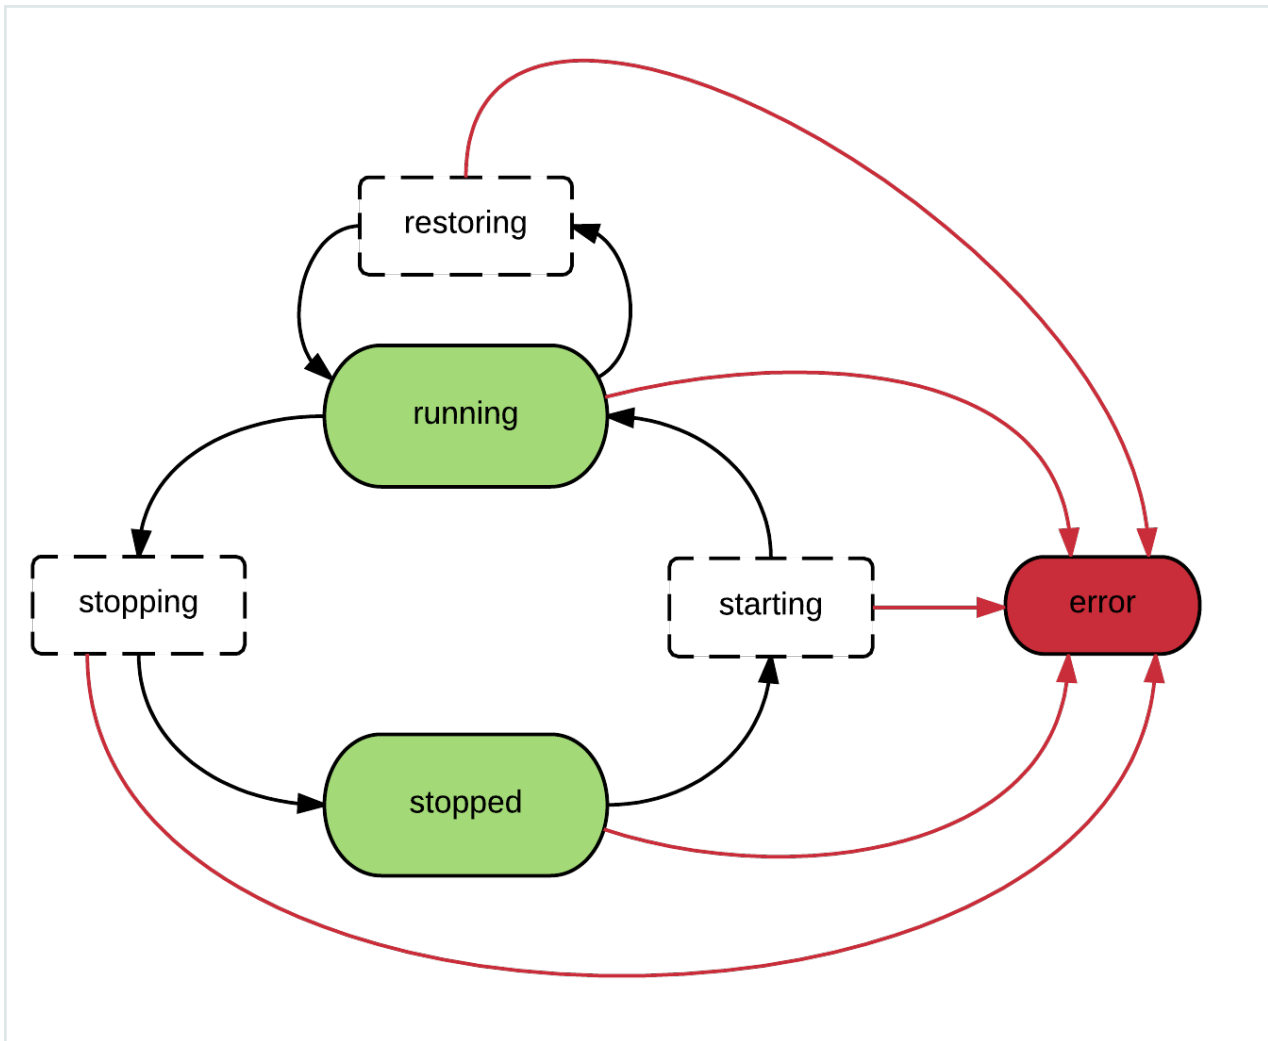 restoring
running
stopping
starting
error
stopped